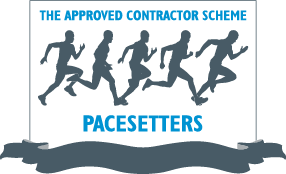 THE APPROVED CONTRACTOR SCHEME
PACESETTERS